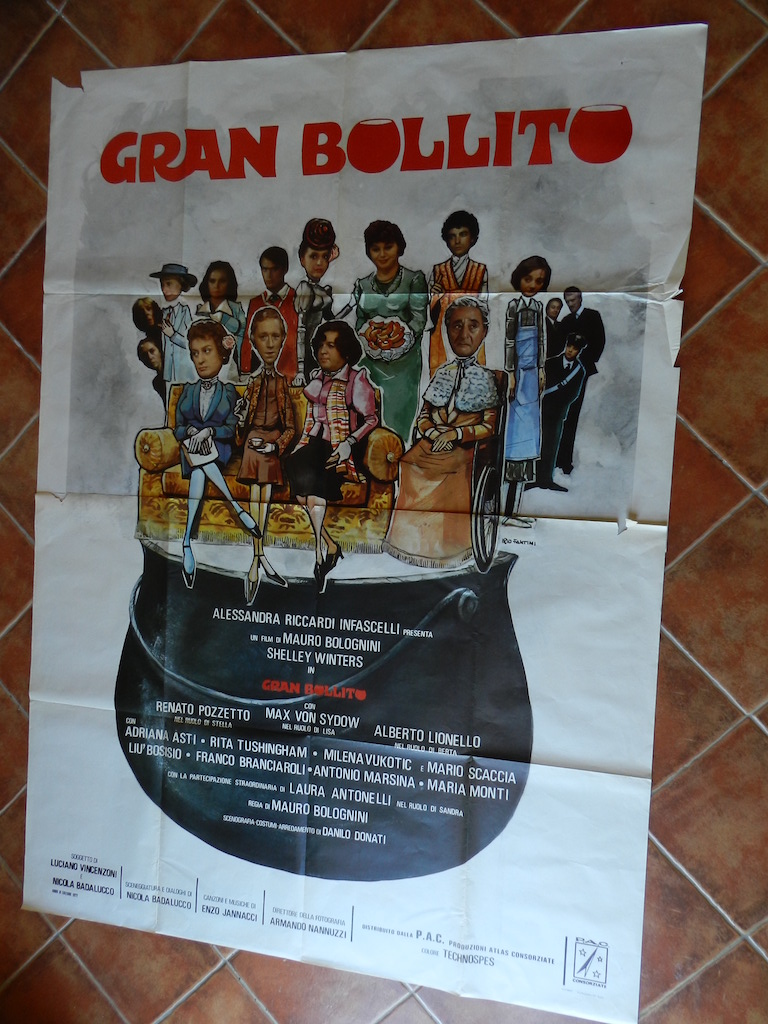 GRAN BOLLITO
RO FANTINI
ALESSANDRA RICCARDI INFASCELLI PRESENTA
UN FILM DI MAURO BOLOGNINI
SHELLEY WINTERS
IN
GRAN BOLLITO
CON
RENATO POZZETTO MAX VON SYDOW ALBERTO LIONELLO
NEL RUOLO DI STELLA NEL RUOLO DI LISA NEL RUOLO DI BERTA
CON
ADRIANA ASTI • RITA TUSHINGHAM • MILENA VUKOTIC E MARIO SCACCIA
LIU' BOSISIO • FRANCO BRANCIAROLI • ANTONIO MARSINA • MARIA MONTI
CON LA PARTECIPAZIONE STRAORDINARIA DI LAURA ANTONELLI NEL RUOLO DI SANDRA
REGIA DI MAURO BOLOGNINI
SCENOGRAFIA-COSTUMI-ARREDAMENTO DI DANILO DONATI
SOGGETTO DI
LUCIANO VINCENZONI
E
NICOLA BADALUCCO
SCENEGGIATURA E DIALOGHI DI
NICOLA BADALUCCO
CANZONI E MUSICHE DI
ENZO JANNACCI
DIRETTORE DELLA FOTOGRAFIA
ARMANDO NANNUZZI
DISTRIBUITO DALLA P.A.C. PRODUZIONI ATLAS CONSORZIATE
COLORE TECHNOSPES
P.A.C.
CONSORZIATE